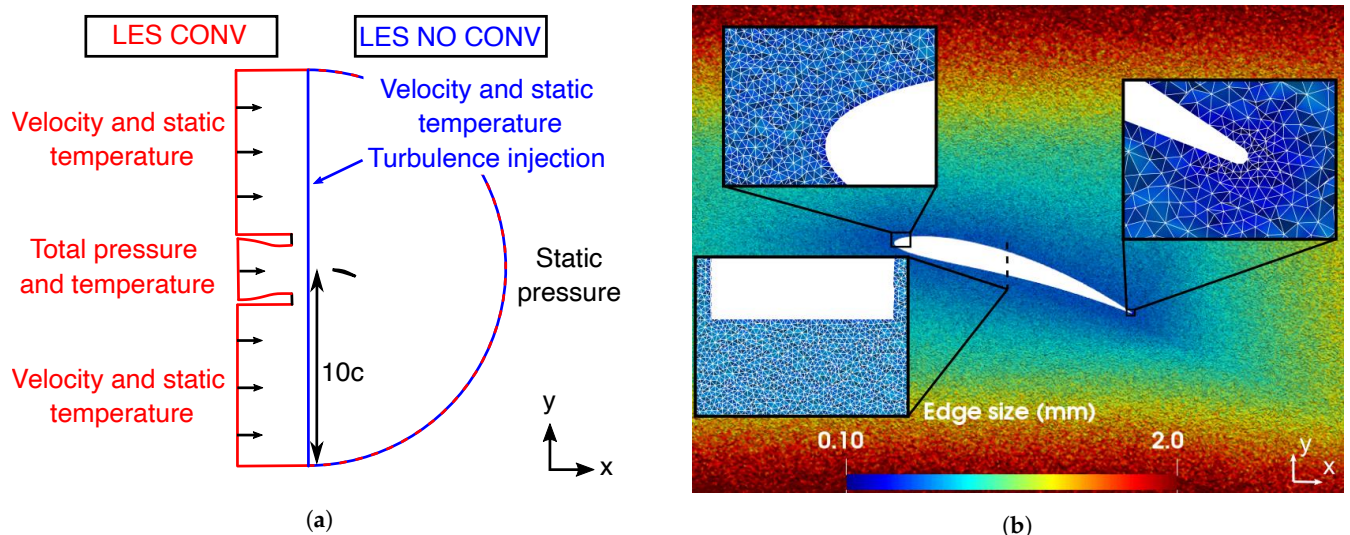 LES CONV
LES NO CONV
Velocity and static
temperature
Velocity and static
temperature
Turbulence injection
Total pressure
and temperature
Static
pressure
Velocity and static
temperature
10c
y
x
(a)
Edge size (mm)
0.10
2.0
y
x
(b)